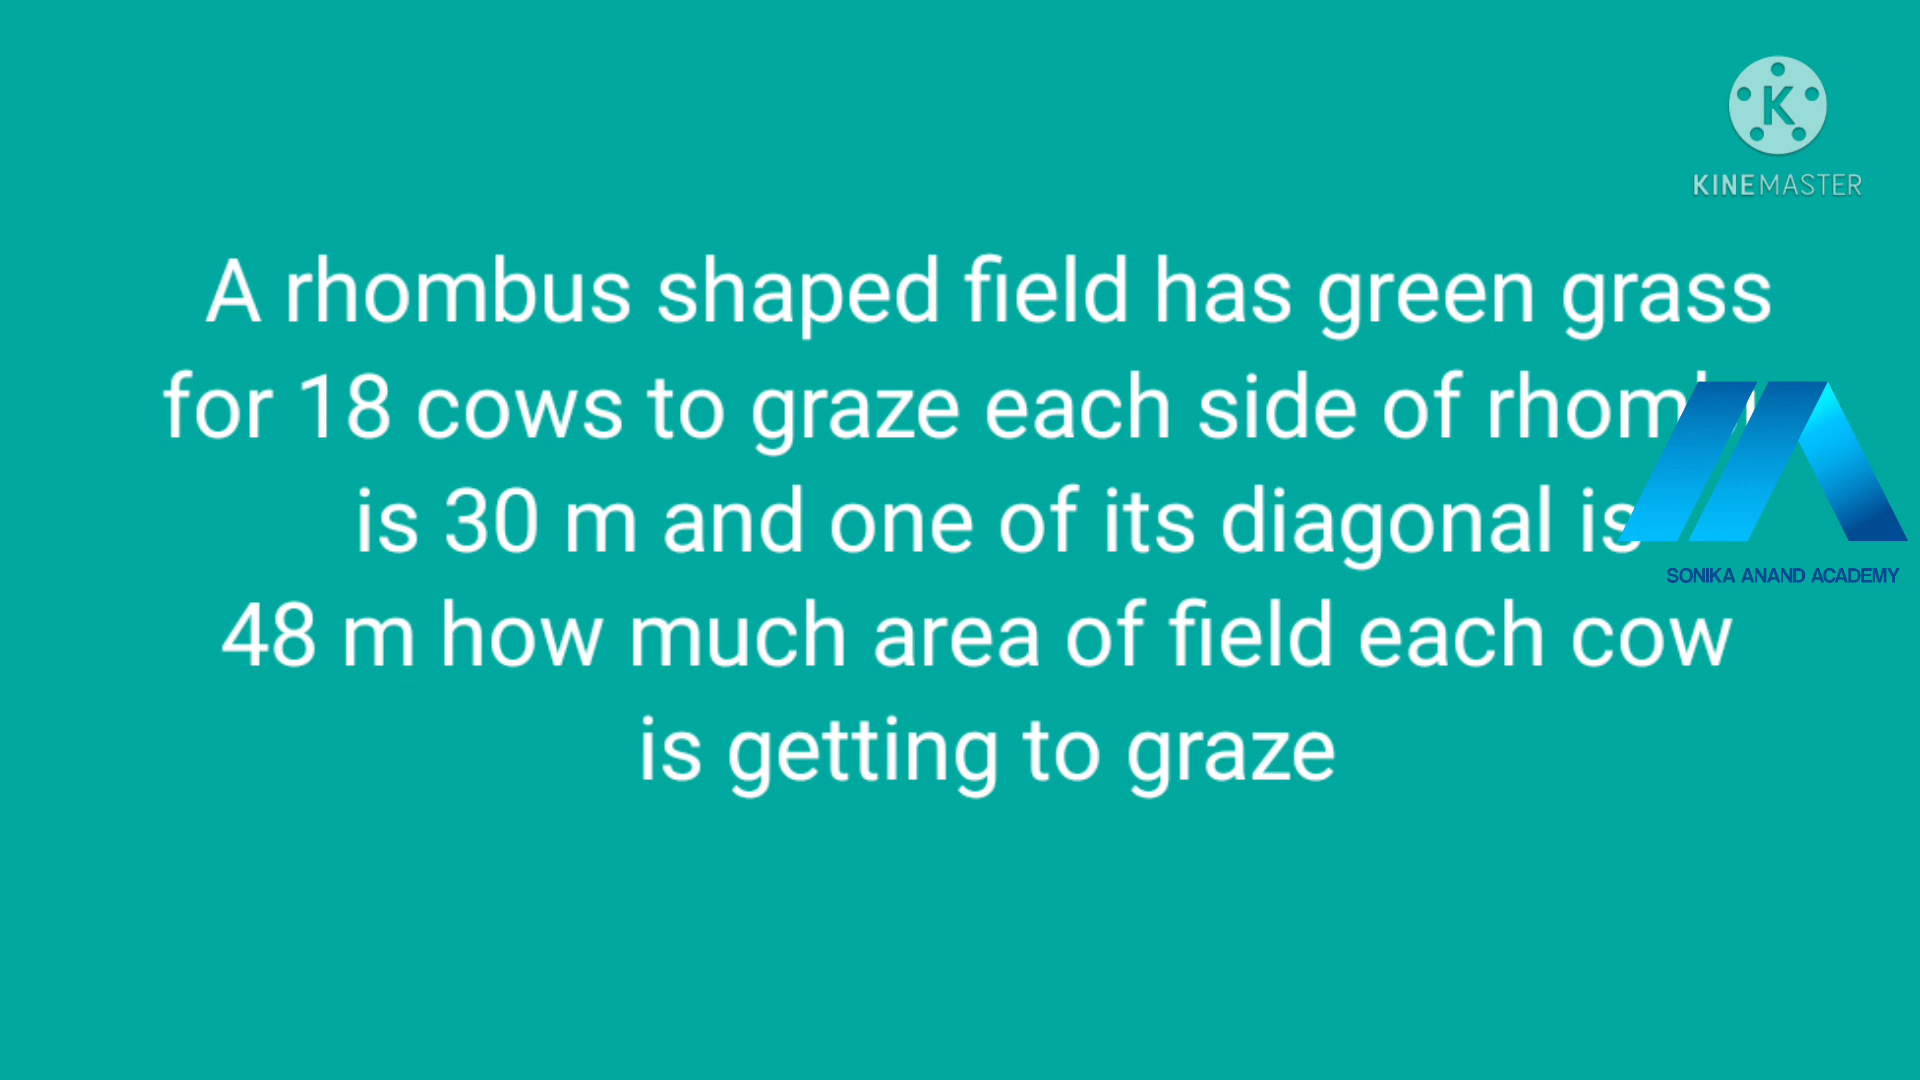 KINEMASTER
A rhombus shaped field has green grass
for 18 cows to graze each side of
is 30 m and one of its diagonal is
SONIKA ANAND ACADEMY
48 m how much area of field each cow
is getting to graze